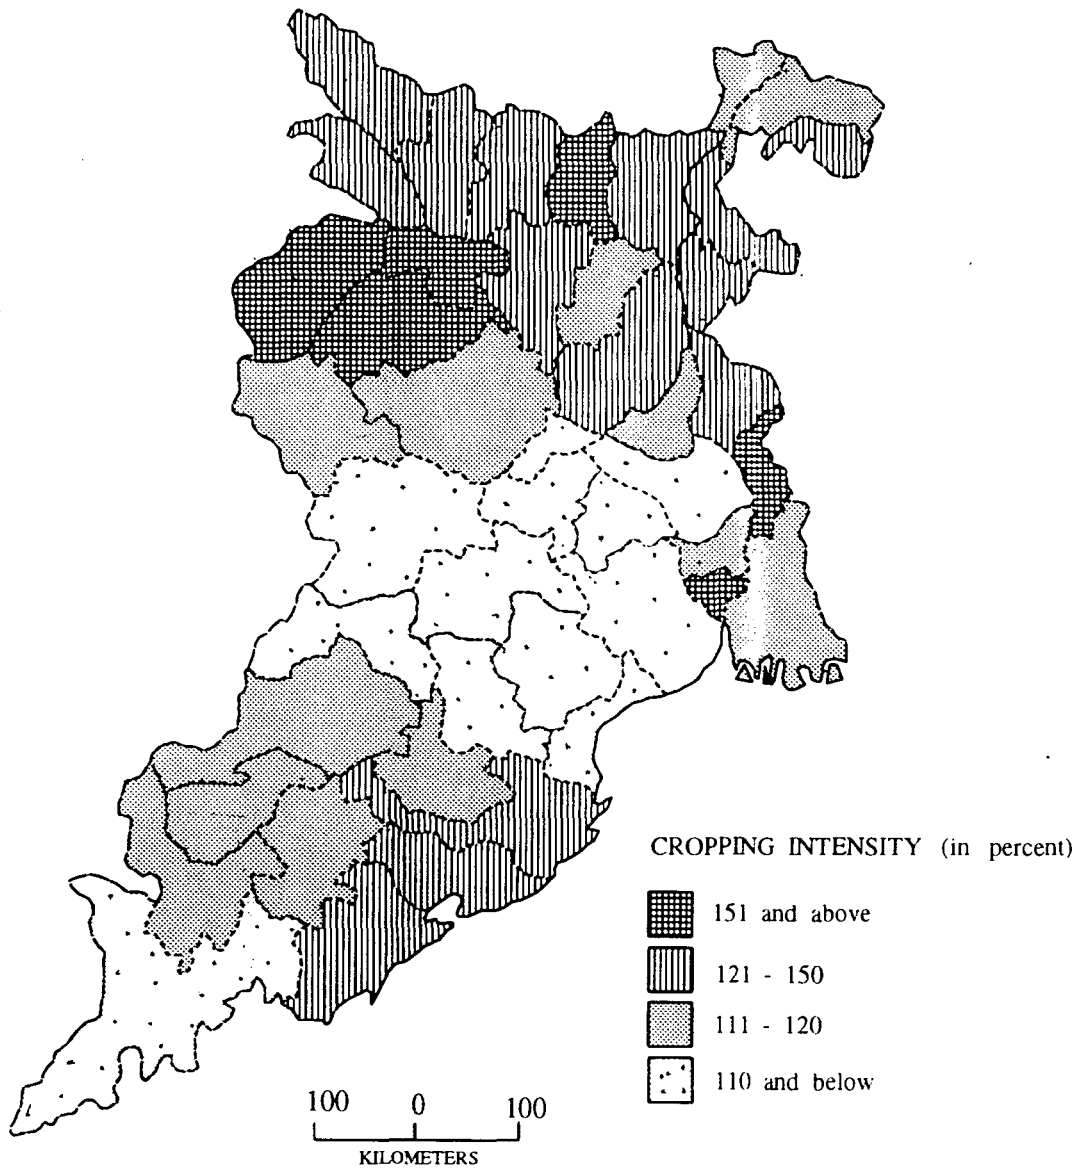 CROPPING INTENSITY (in percent)
151 and above
121 - 150
111 - 120
110 and below
100 0 100
KILOMETERS